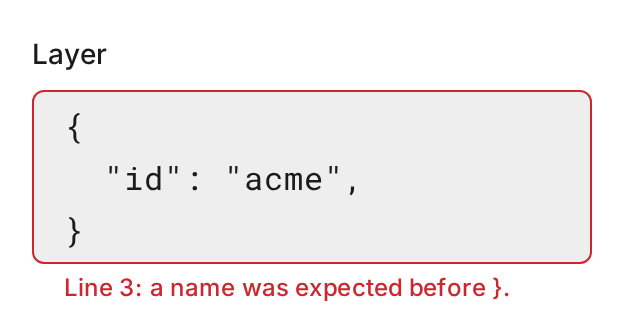 Layer
{
  "id": "acme",
}
Line 3: a name was expected before }.